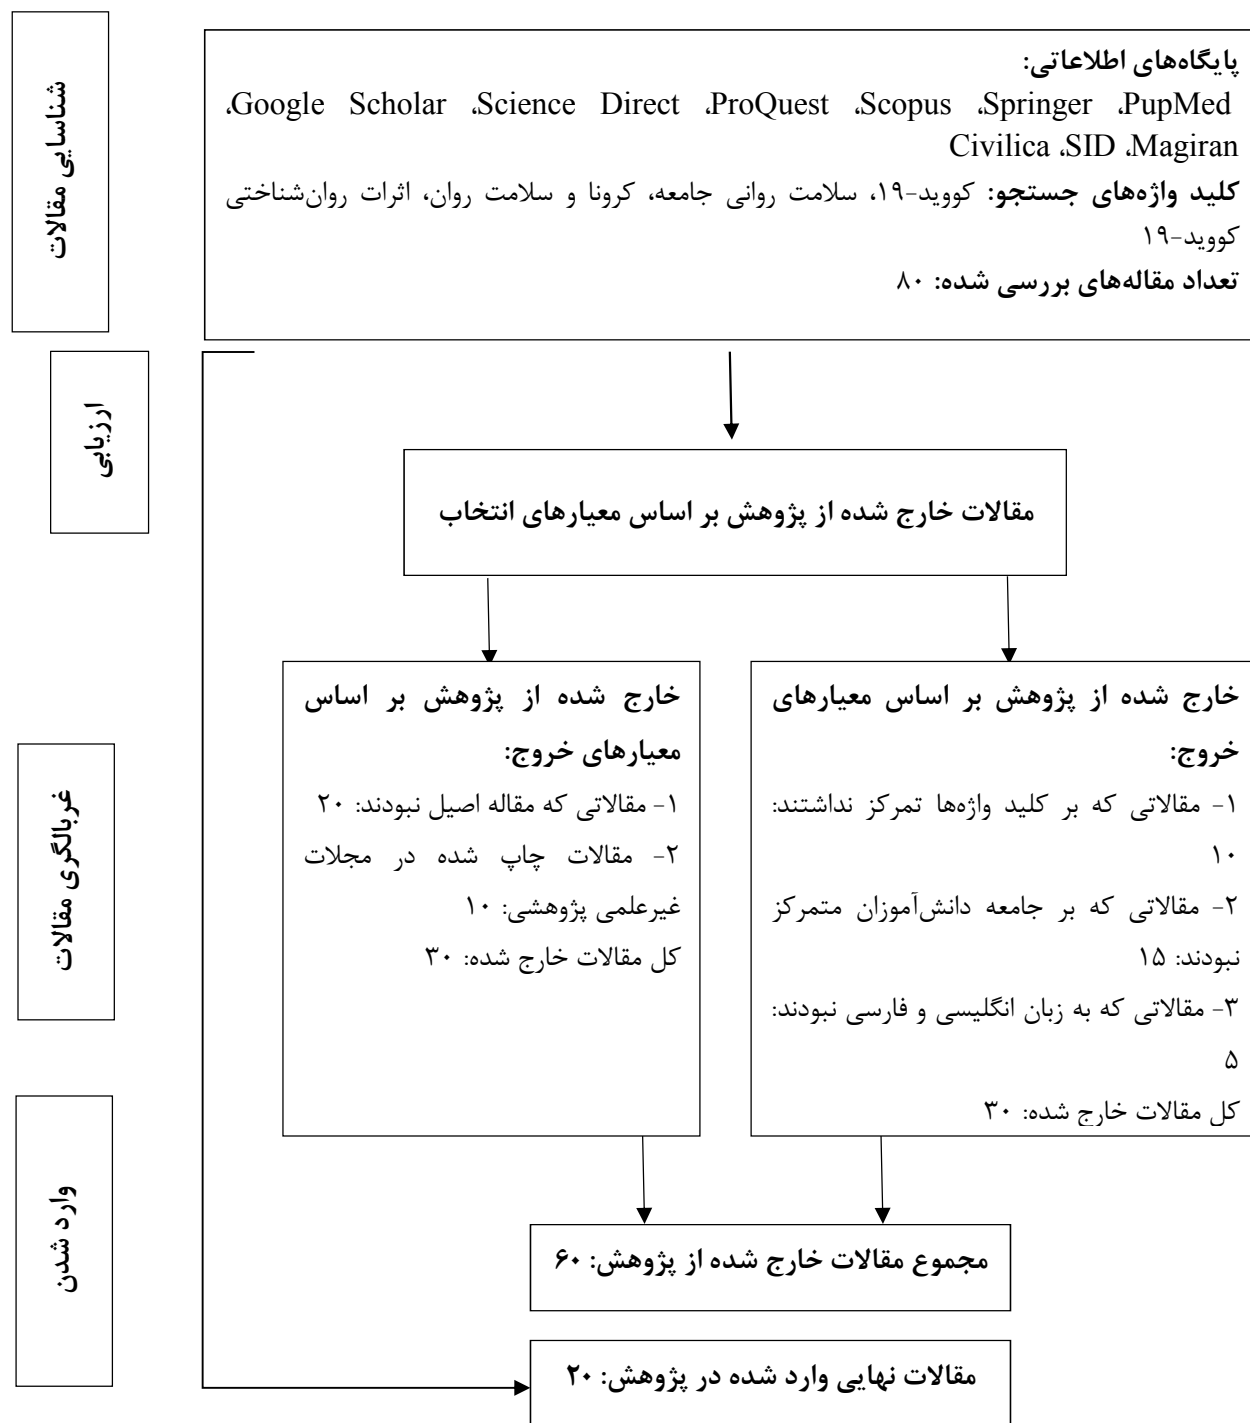 شناسایی مقالات
پایگاه‌های اطلاعاتی:
Google Scholar، Science Direct، ProQuest، Scopus، Springer، PupMed،
Civilica، SID، Magiran
کلید واژه‌های جستجو: کووید-۱۹، سلامت روانی جامعه، کرونا و سلامت روان، اثرات روان‌شناختی
کووید-۱۹
تعداد مقاله‌های بررسی شده: ۸۰
ارزیابی
مقالات خارج شده از پژوهش بر اساس معیارهای انتخاب
غربالگری مقالات
خارج شده از پژوهش بر اساس معیارهای
خروج:
۱- مقالاتی که بر کلید واژه‌ها تمرکز نداشتند:
۱۰
۲- مقالاتی که بر جامعه دانش‌آموزان متمرکز
نبودند: ۱۵
۳- مقالاتی که به زبان انگلیسی و فارسی نبودند:
۵
کل مقالات خارج شده: ۳۰
خارج شده از پژوهش بر اساس
معیارهای خروج:
۱- مقالاتی که مقاله اصیل نبودند: ۲۰
۲- مقالات چاپ شده در مجلات
غیرعلمی پژوهشی: ۱۰
کل مقالات خارج شده: ۳۰
وارد شدن
مجموع مقالات خارج شده از پژوهش: ۶۰
مقالات نهایی وارد شده در پژوهش: ۲۰